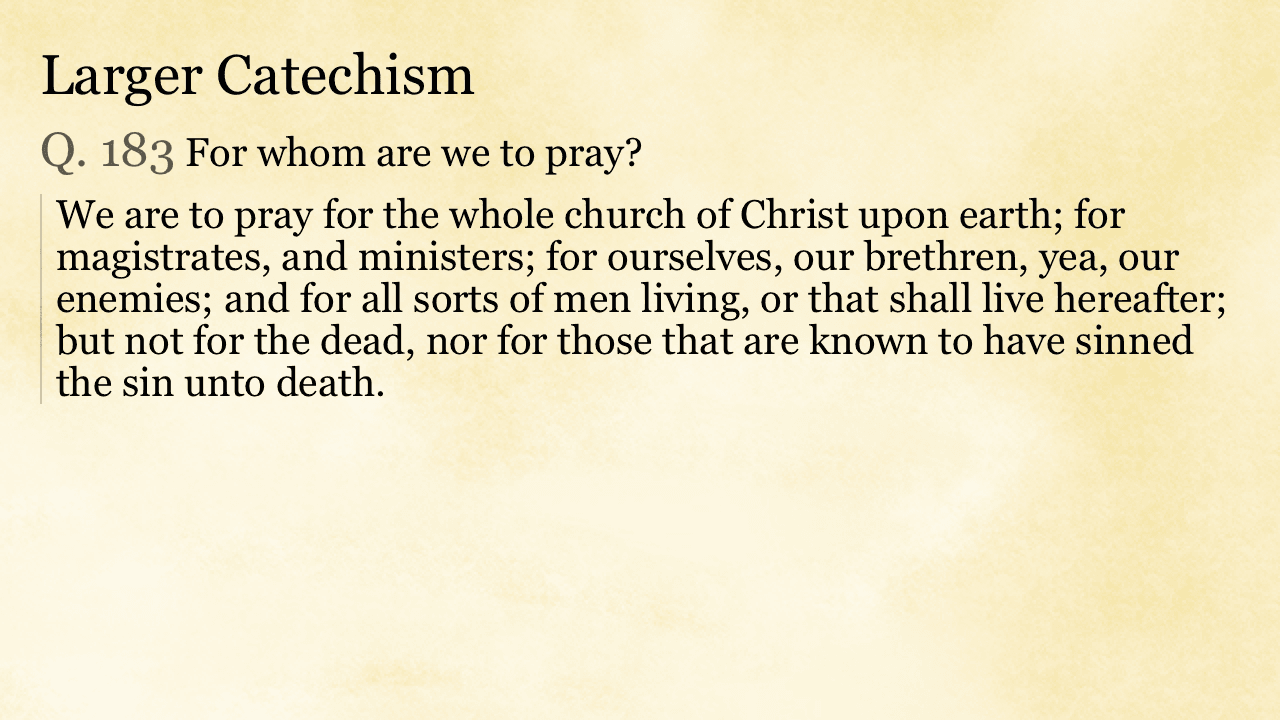 Larger Catechism
Q. 183 For whom are we to pray?
We are to pray for the whole church of Christ upon earth; for
magistrates, and ministers; for ourselves, our brethren, yea, our
enemies; and for all sorts of men living, or that shall live hereafter;
but not for the dead, nor for those that are known to have sinned
the sin unto death.